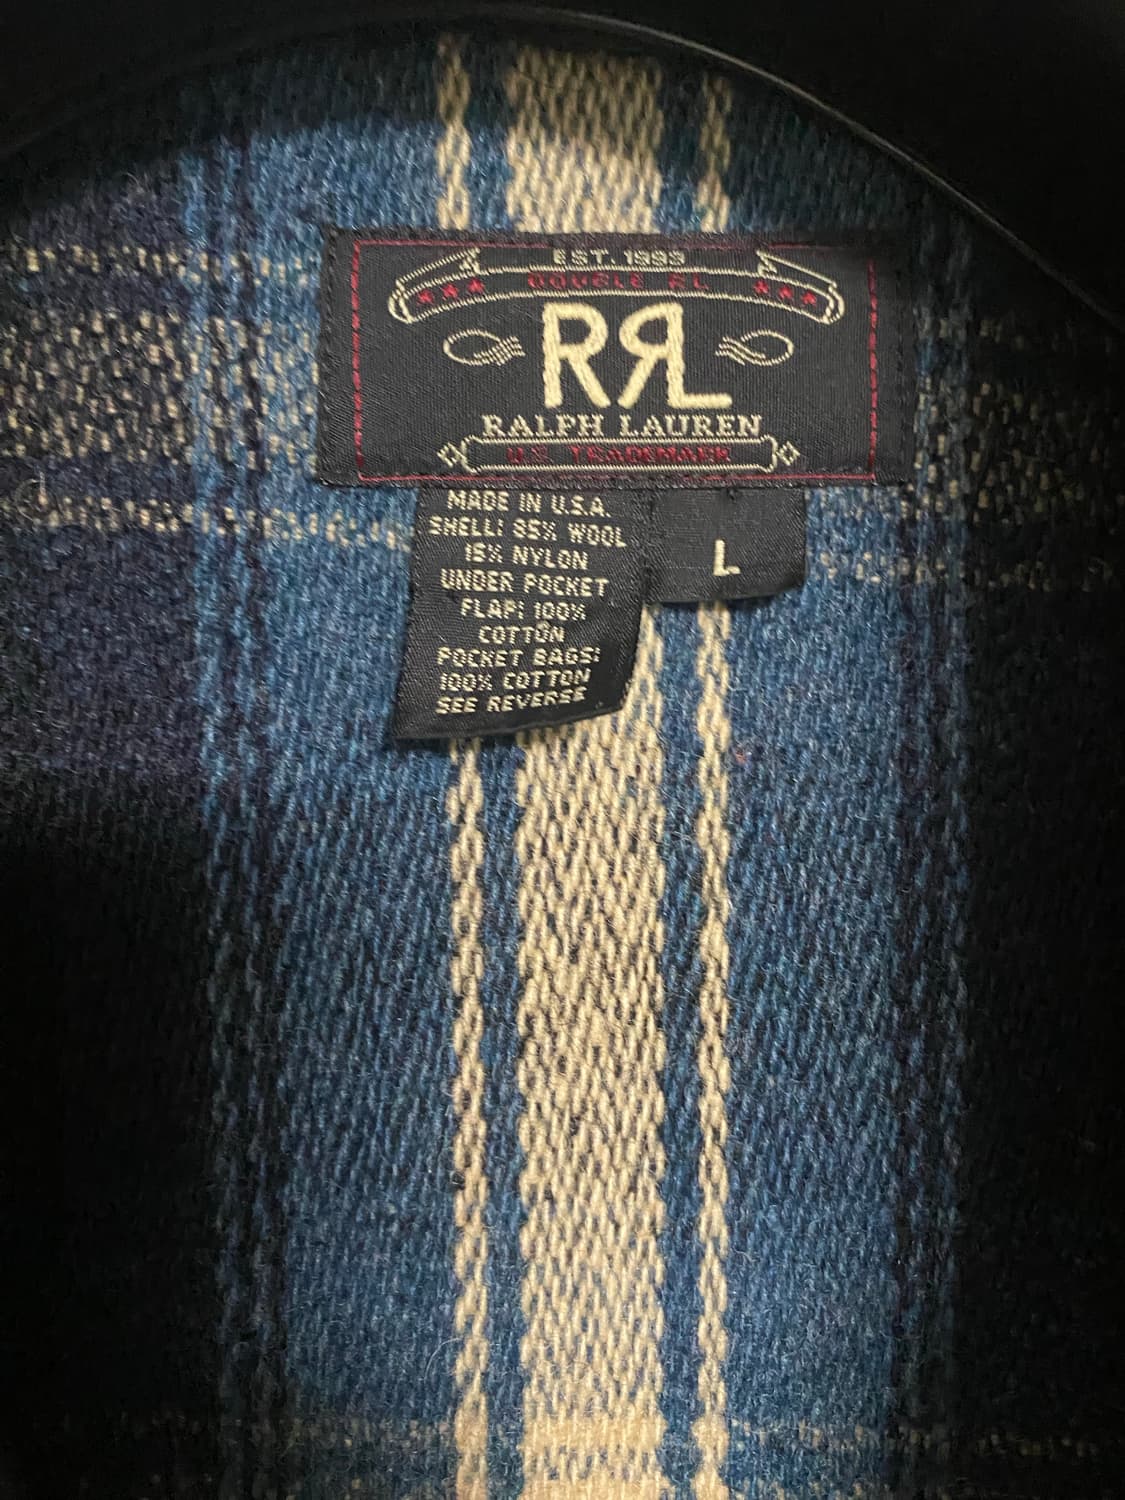 EST. 1993
DOUBLE RL
RRL
RALPH LAUREN
U.S. TRADEMARK
MADE IN U.S.A.
SHELL: 85% WOOL
15% NYLON
UNDER POCKET
FLAP: 100%
COTTON
POCKET BAGS:
100% COTTON
SEE REVERSE
L